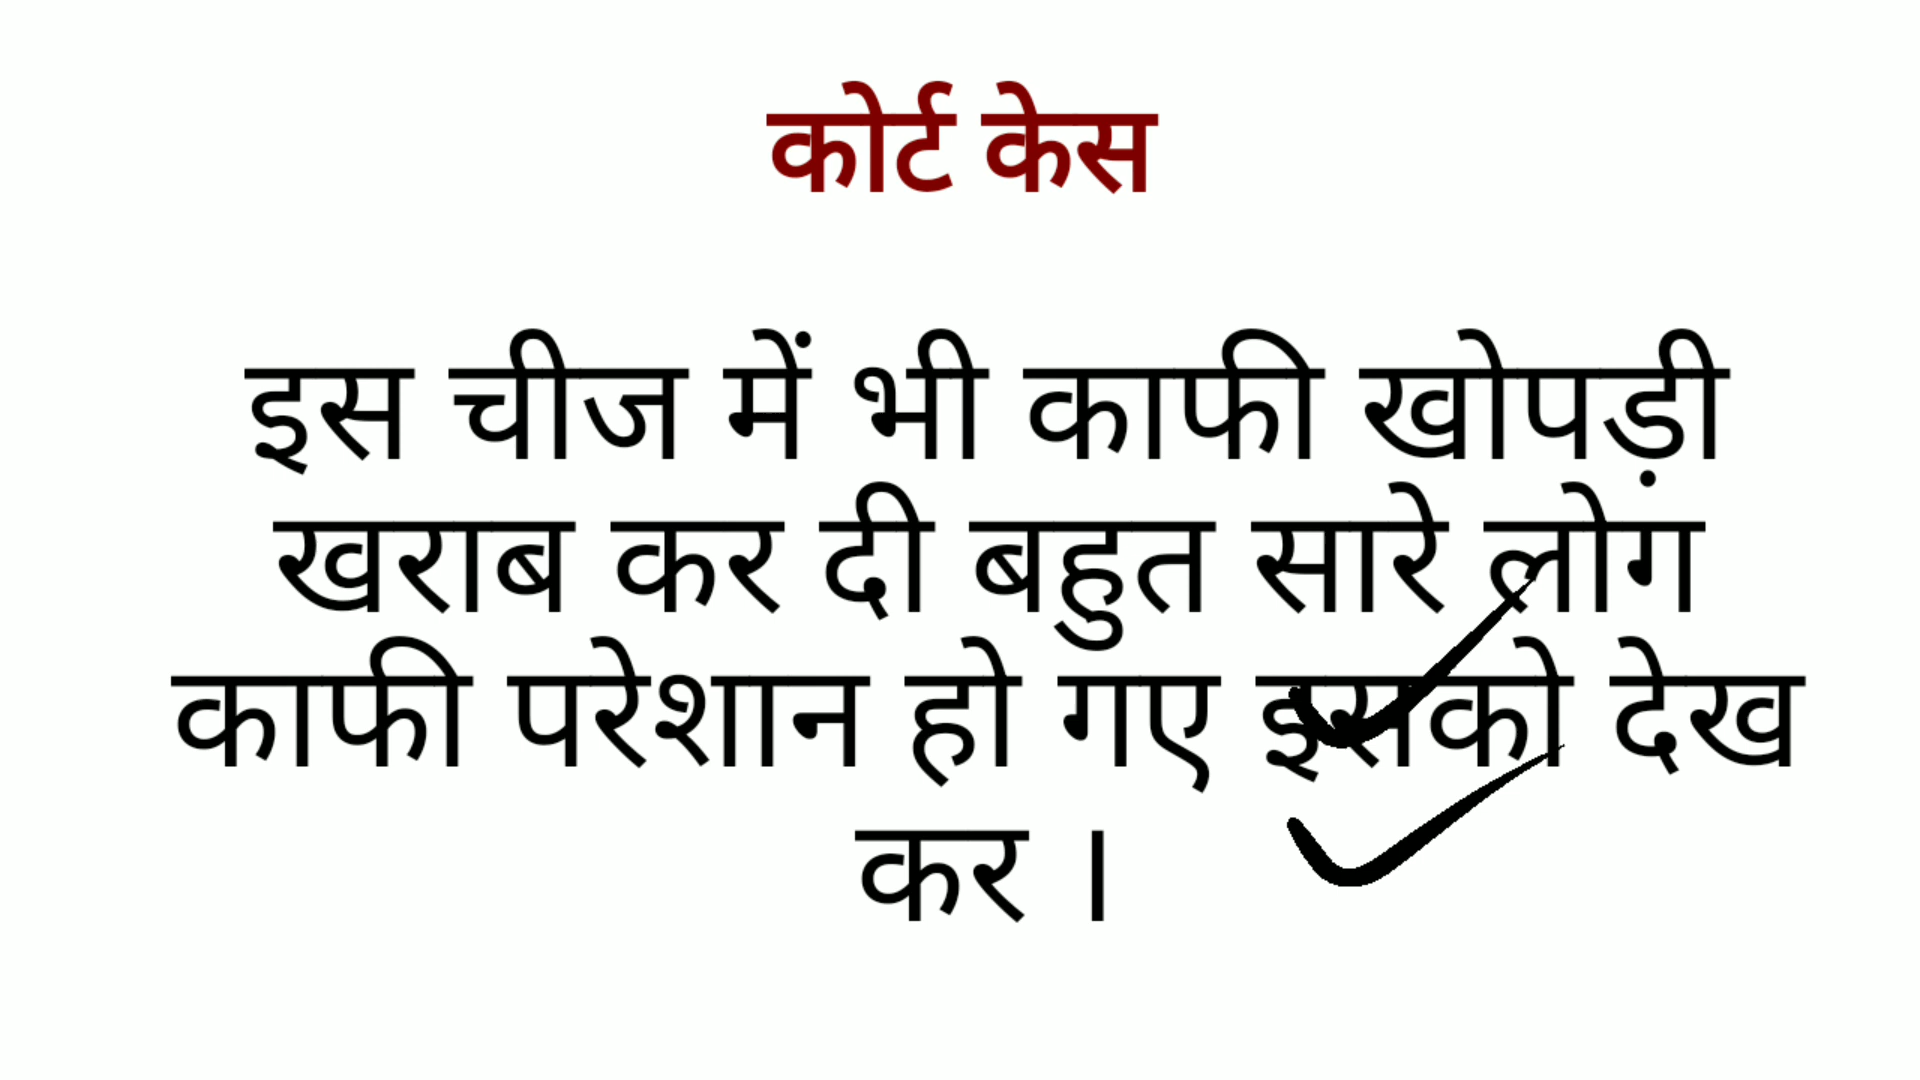 कोर्ट केस
इस चीज में भी काफी खोपड़ी
खराब कर दी बहुत सारे लोग
काफी परेशान हो गए इसको देख
कर ।